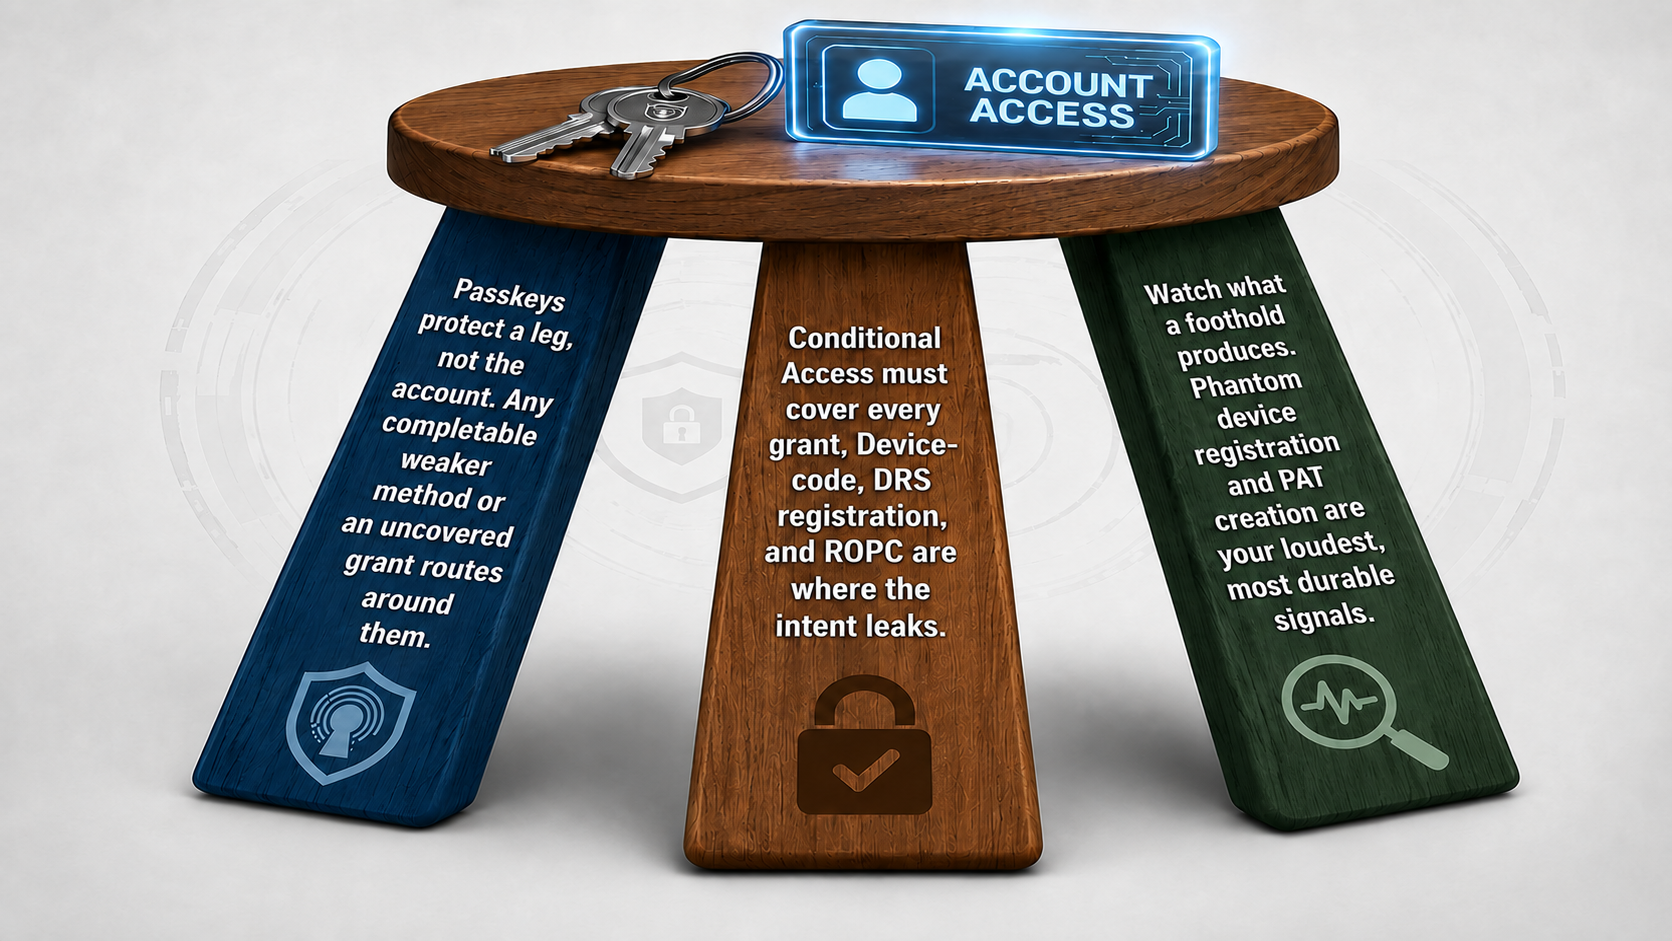 ACCOUNT
ACCESS
Passkeys
protect a leg,
not the
account. Any
completable
weaker
method or
an uncovered
grant routes
around
them.
Conditional
Access must
cover every
grant, Device-
code, DRS
registration,
and ROPC are
where the
intent leaks.
Watch what
a foothold
produces.
Phantom
device
registration
and PAT
creation are
your loudest,
most durable
signals.